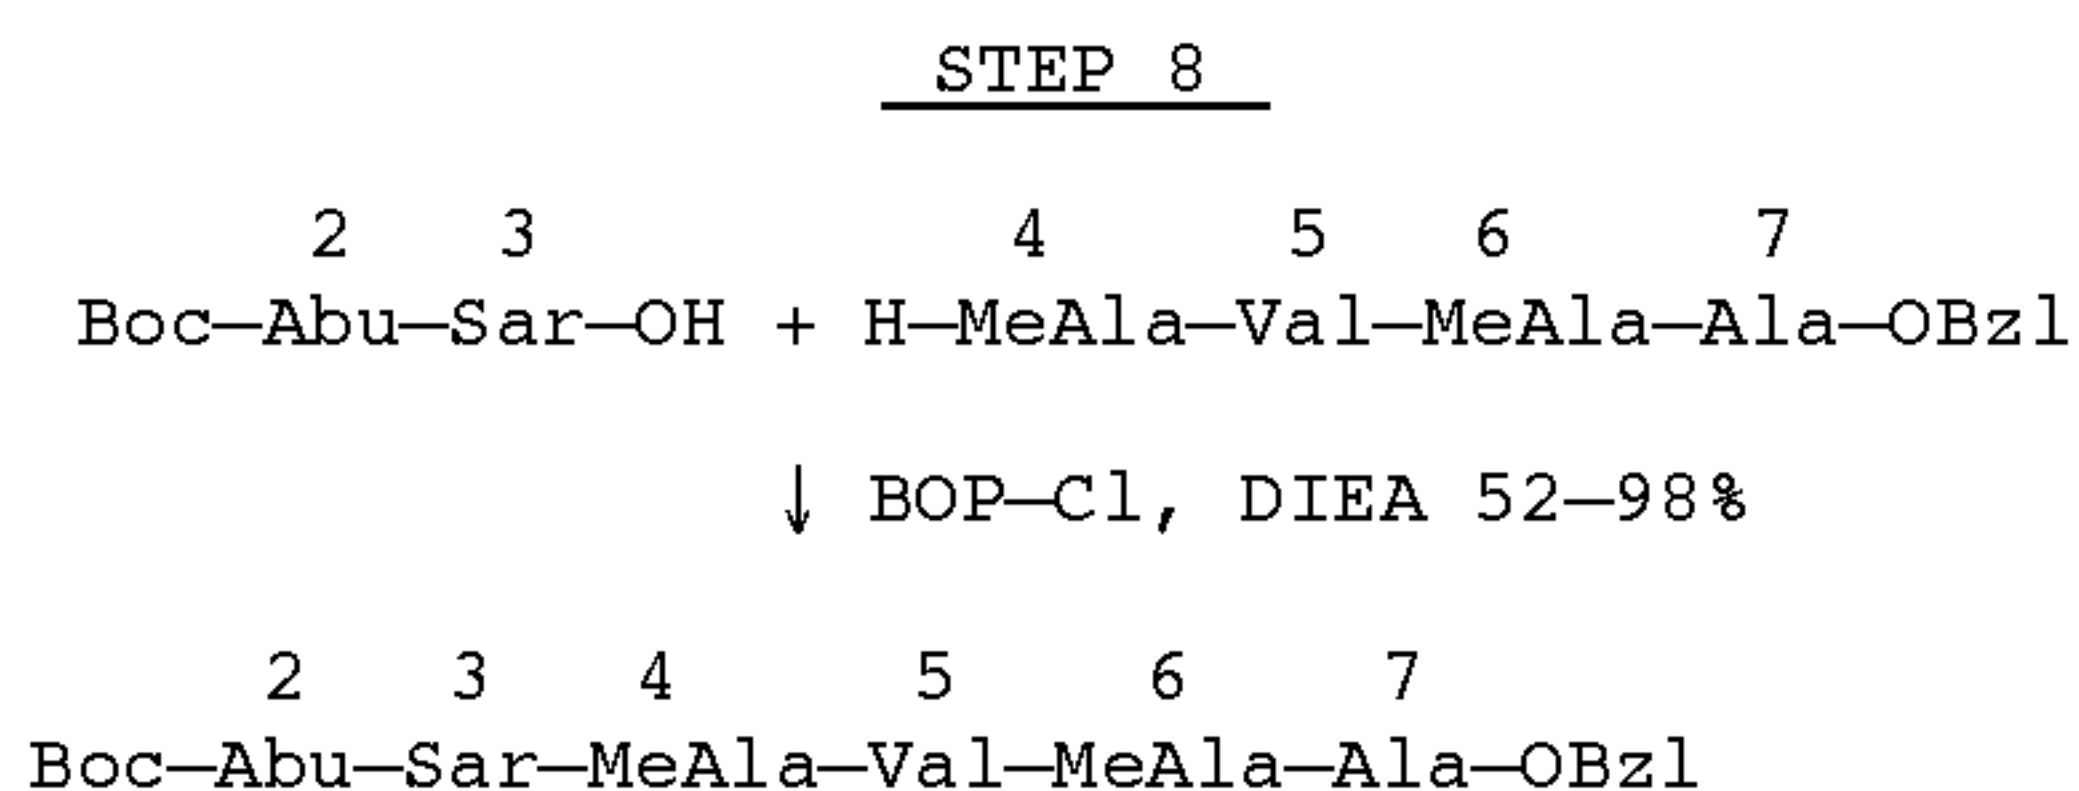 STEP 8
2 3 4 5 6 7
Boc—Abu—Sar—OH + H—MeAla—Val—MeAla—Ala—OBzl
↓ BOP—Cl, DIEA 52—98%
2 3 4 5 6 7
Boc—Abu—Sar—MeAla—Val—MeAla—Ala—OBzl